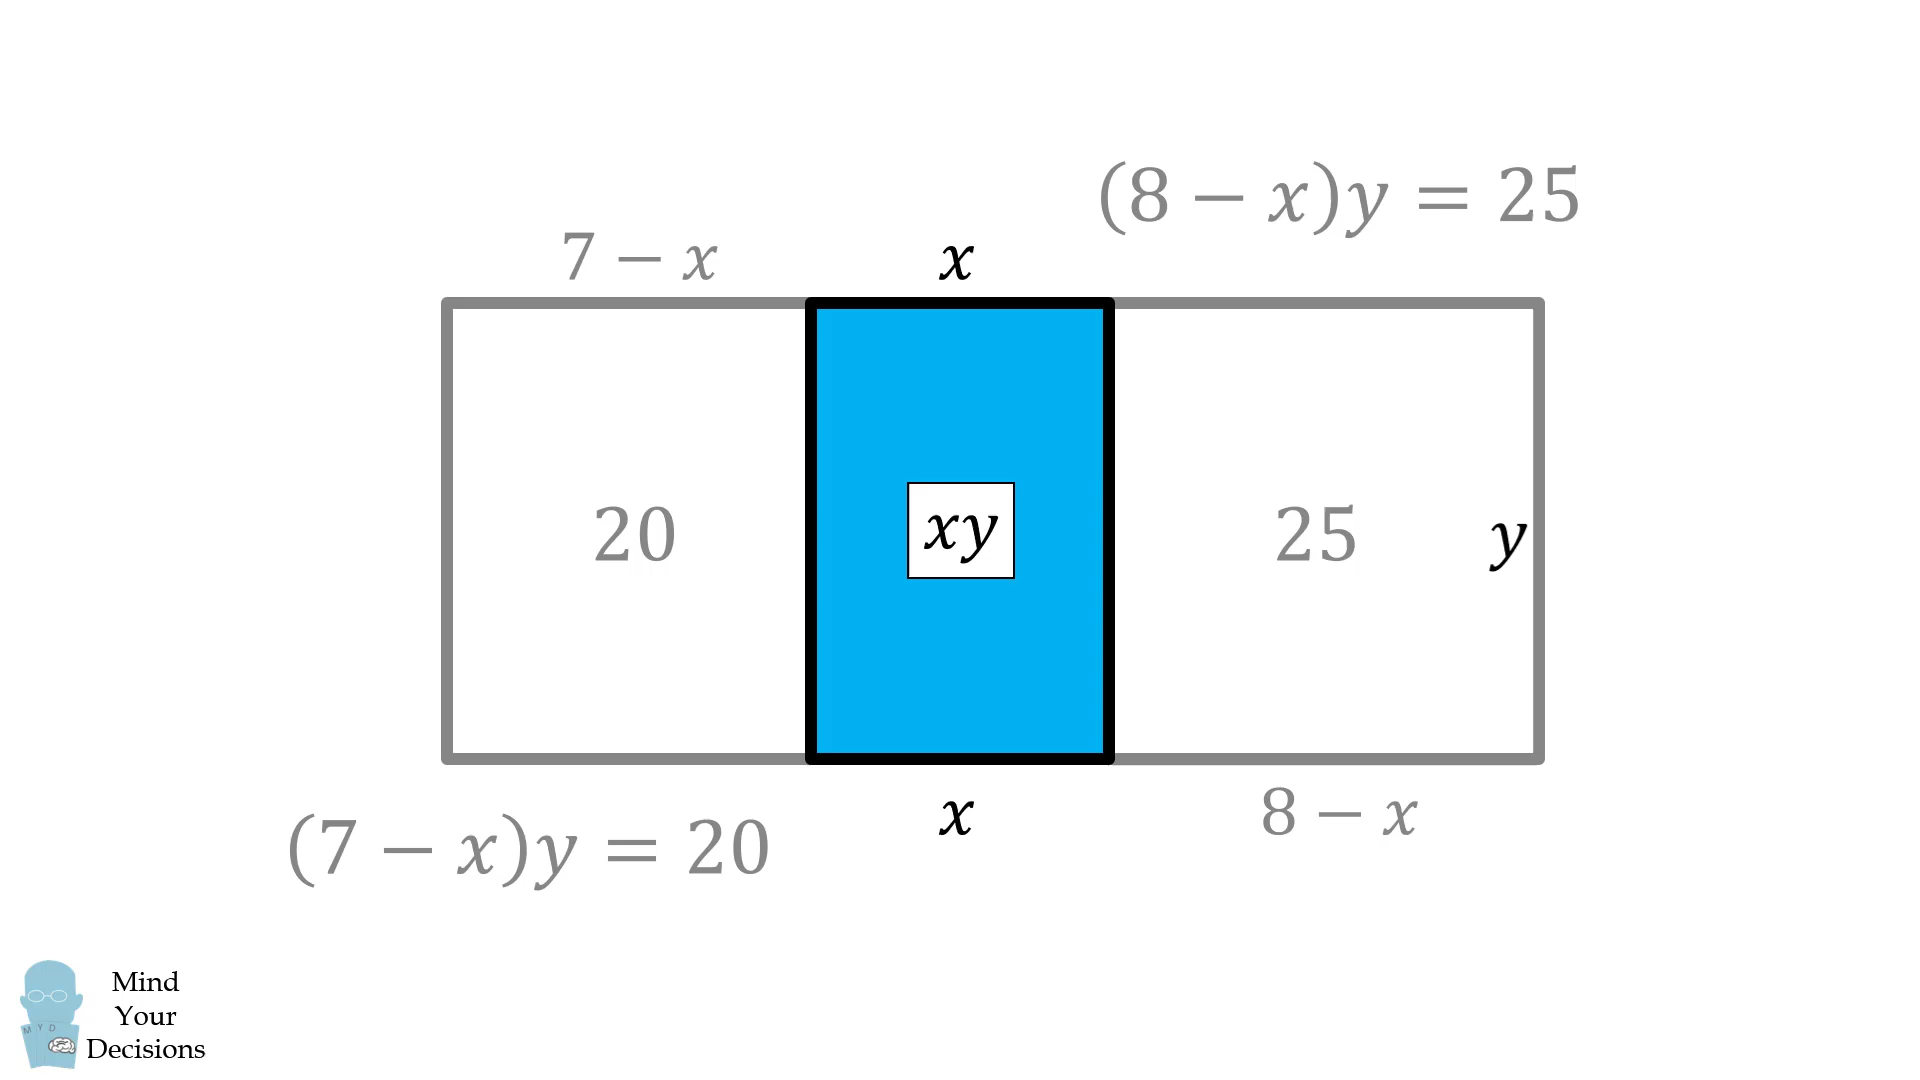 (8 − x)y = 25
7 − x
x
20
xy
25
y
x
8 − x
(7 − x)y = 20
M Y D
Mind
Your
Decisions